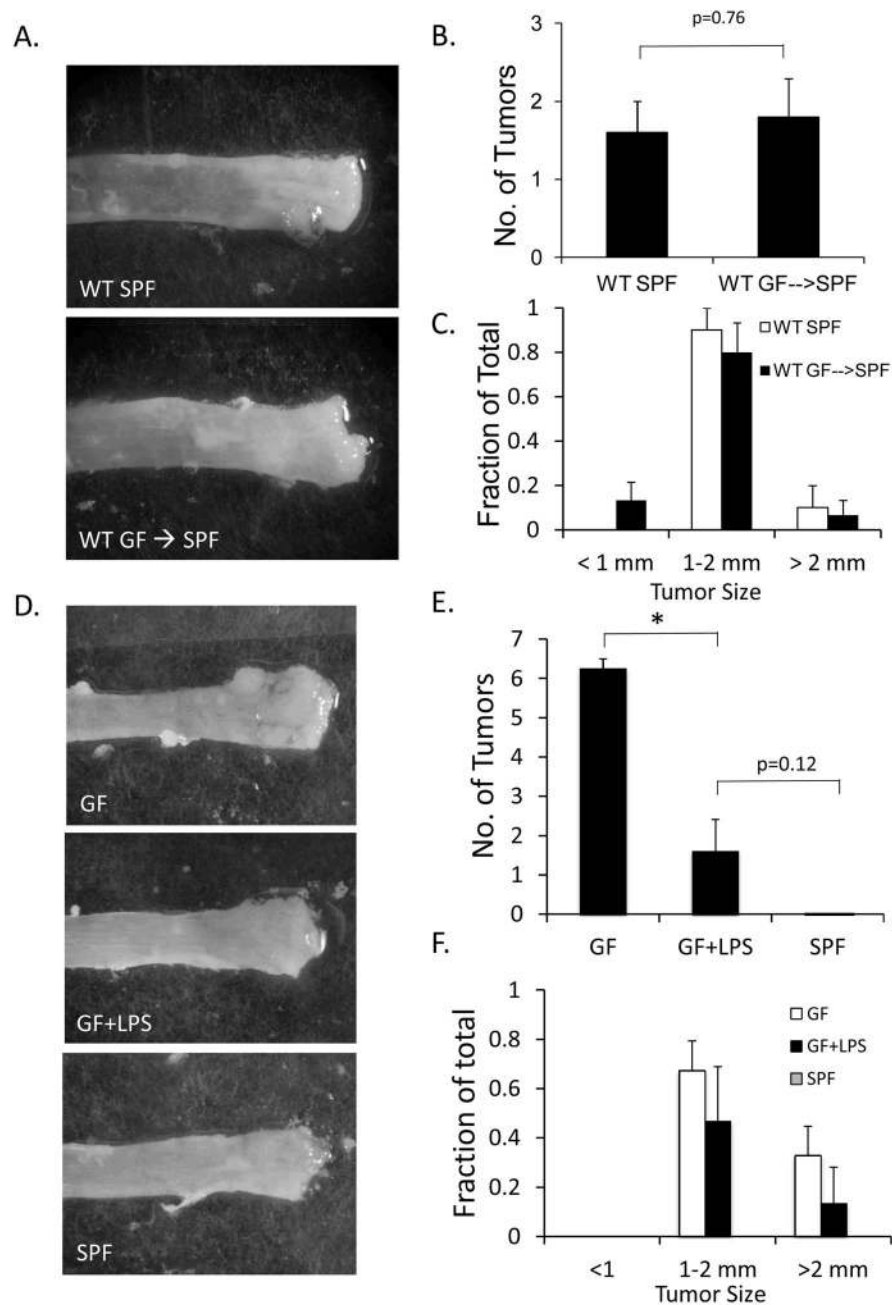 A.
WT SPF
WT GF → SPF
B.
No. of Tumors
3
2
1
0
p=0.76
WT SPF
WT GF-->SPF
C.
Fraction of Total
1
0.8
0.6
0.4
0.2
0
WT SPF
WT GF-->SPF
< 1 mm
1-2 mm
> 2 mm
Tumor Size
D.
GF
GF+LPS
SPF
E.
No. of Tumors
7
6
5
4
3
2
1
0
*
p=0.12
GF
GF+LPS
SPF
F.
Fraction of total
1
0.8
0.6
0.4
0.2
0
GF
GF+LPS
SPF
<1
1-2 mm
>2 mm
Tumor Size